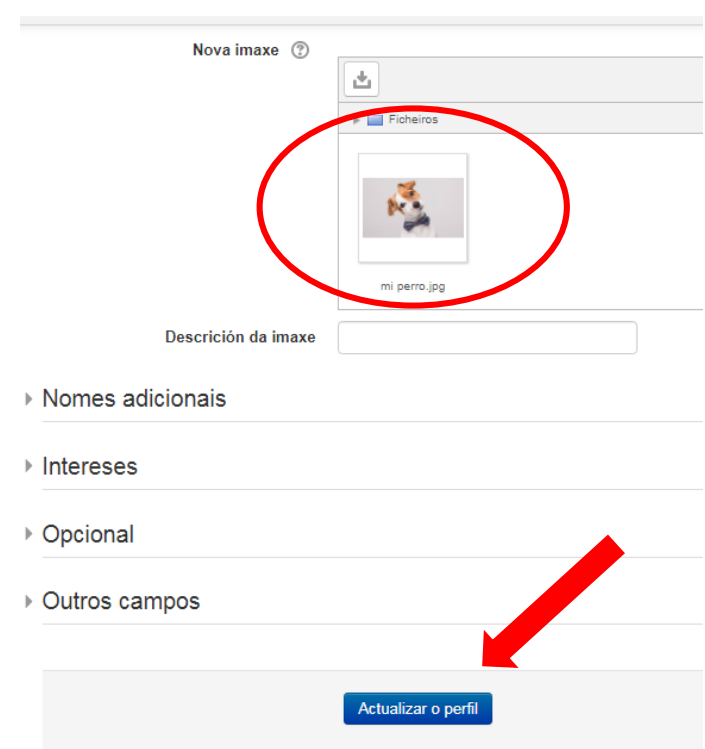 Nova imaxe
Ficheiros
mi perro.jpg
Descrición da imaxe
Nomes adicionais
Intereses
Opcional
Outros campos
Actualizar o perfil